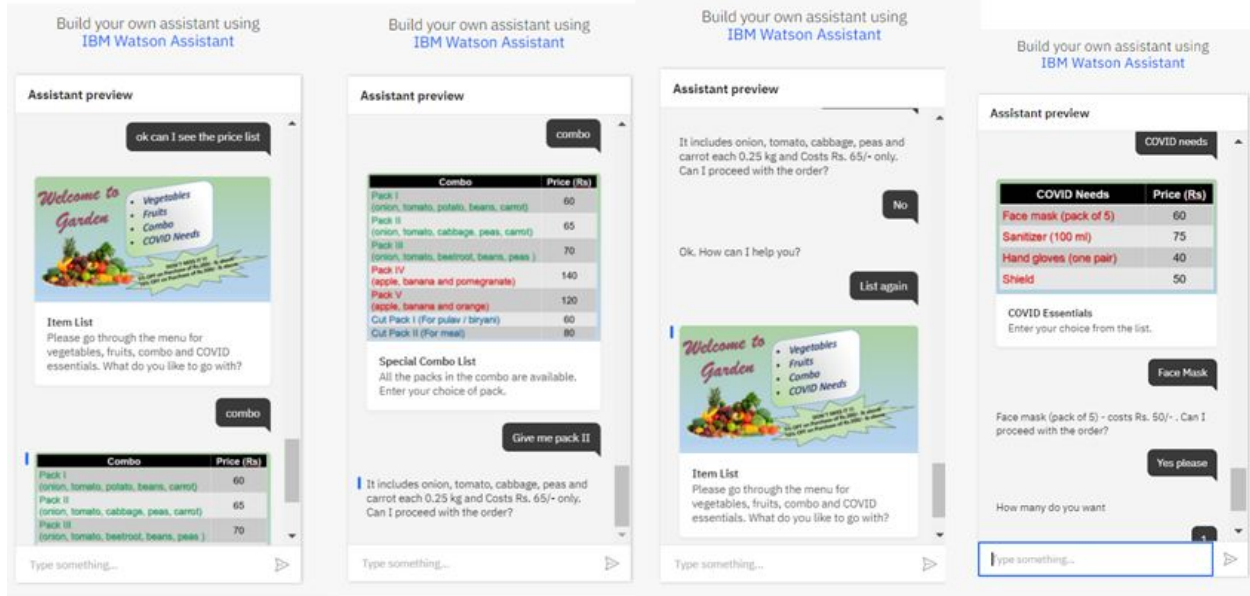 Build your own assistant using
IBM Watson Assistant
Assistant preview
ok can I see the price list
Welcome to
Garden
• Vegetables
• Fruits
• Combo
• COVID Needs
DON'T MISS IT !!
Item List
Please go through the menu for
vegetables, fruits, combo and COVID
essentials. What do you like to go with?
combo
Combo Price (Rs)
Pack I
(onion, tomato, potato, beans, carrot) 60
Pack II
(onion, tomato, cabbage, peas, carrot) 65
Pack III
(onion, tomato, beetroot, beans, peas ) 70
Type something...
Build your own assistant using
IBM Watson Assistant
Assistant preview
combo
Combo Price (Rs)
Pack I
(onion, tomato, potato, beans, carrot) 60
Pack II
(onion, tomato, cabbage, peas, carrot) 65
Pack III
(onion, tomato, beetroot, beans, peas ) 70
Pack IV
(apple, banana and pomegranate) 140
Pack V
(apple, banana and orange) 120
Cut Pack I (For pulav / biryani) 60
Cut Pack II (For meal) 80
Special Combo List
All the packs in the combo are available.
Enter your choice of pack.
Give me pack II
It includes onion, tomato, cabbage, peas and
carrot each 0.25 kg and Costs Rs. 65/- only.
Can I proceed with the order?
Type something...
Build your own assistant using
IBM Watson Assistant
Assistant preview
It includes onion, tomato, cabbage, peas and
carrot each 0.25 kg and Costs Rs. 65/- only.
Can I proceed with the order?
No
Ok. How can I help you?
List again
Welcome to
Garden
• Vegetables
• Fruits
• Combo
• COVID Needs
DON'T MISS IT !!
Item List
Please go through the menu for
vegetables, fruits, combo and COVID
essentials. What do you like to go with?
Type something...
Build your own assistant using
IBM Watson Assistant
Assistant preview
COVID needs
COVID Needs Price (Rs)
Face mask (pack of 5) 60
Sanitizer (100 ml) 75
Hand gloves (one pair) 40
Shield 50
COVID Essentials
Enter your choice from the list.
Face Mask
Face mask (pack of 5) - costs Rs. 50/- . Can I
proceed with the order?
Yes please
How many do you want
1
Type something...